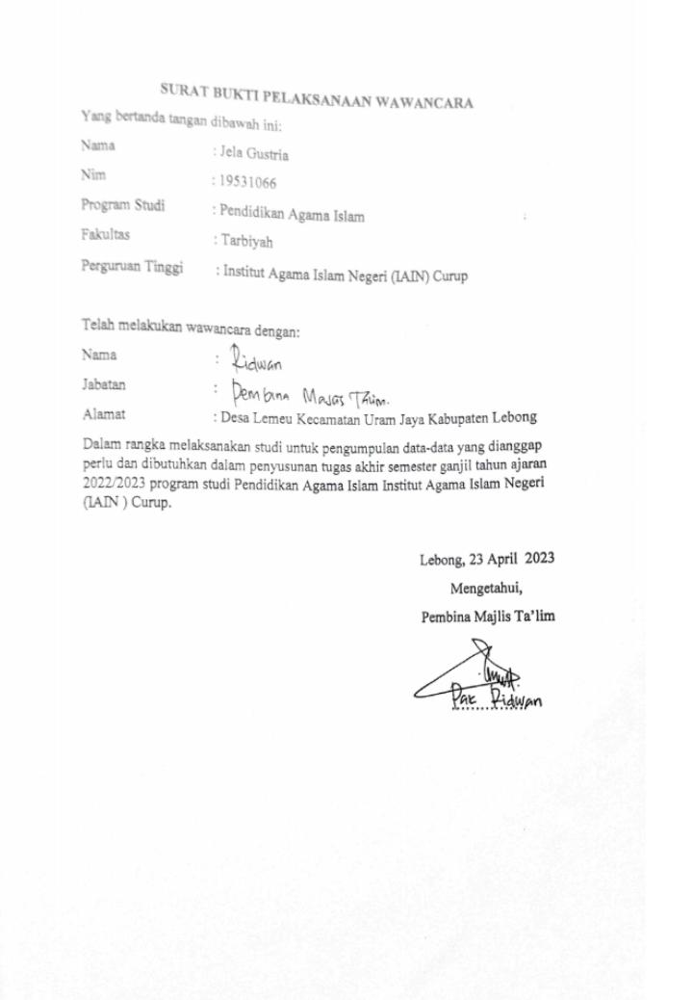 SURAT BUKTI PELAKSANAAN WAWANCARA
Yang bertanda tangan dibawah ini:
Nama : Jela Gustria
Nim : 19531066
Program Studi : Pendidikan Agama Islam
Fakultas : Tarbiyah
Perguruan Tinggi : Institut Agama Islam Negeri (IAIN) Curup
Telah melakukan wawancara dengan:
Nama : Ridwan
Jabatan : Pembina
Alamat : Desa Lemeu Kecamatan Uram Jaya Kabupaten Lebong
Dalam rangka melaksanakan studi untuk pengumpulan data-data yang dianggap
perlu dan dibutuhkan dalam penyusunan tugas akhir semester ganjil tahun ajaran
2022/2023 program studi Pendidikan Agama Islam Institut Agama Islam Negeri
(IAIN ) Curup.
Lebong, 23 April 2023
Mengetahui,
Pembina Majlis Ta'lim
Pak Ridwan